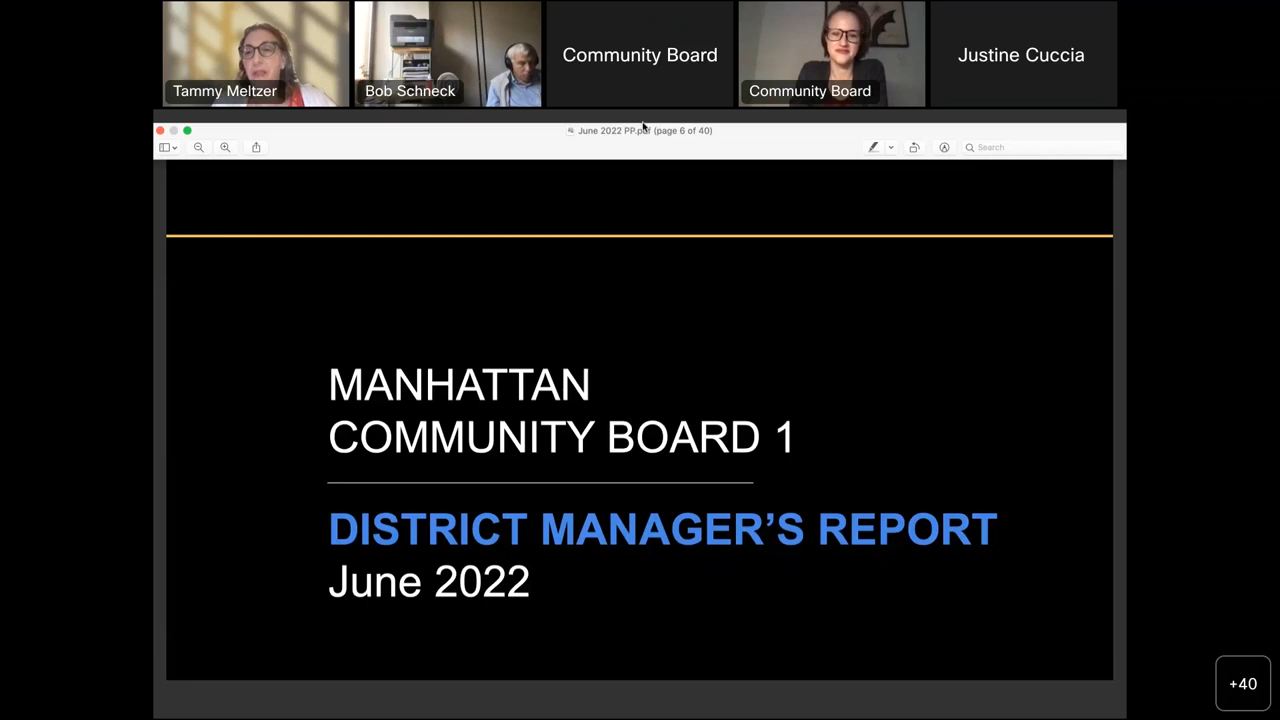 Tammy Meltzer
Bob Schneck
Community Board
Community Board
Justine Cuccia
June 2022 PP.pdf (page 6 of 40)
Search
MANHATTAN
COMMUNITY BOARD 1
DISTRICT MANAGER'S REPORT
June 2022
+40